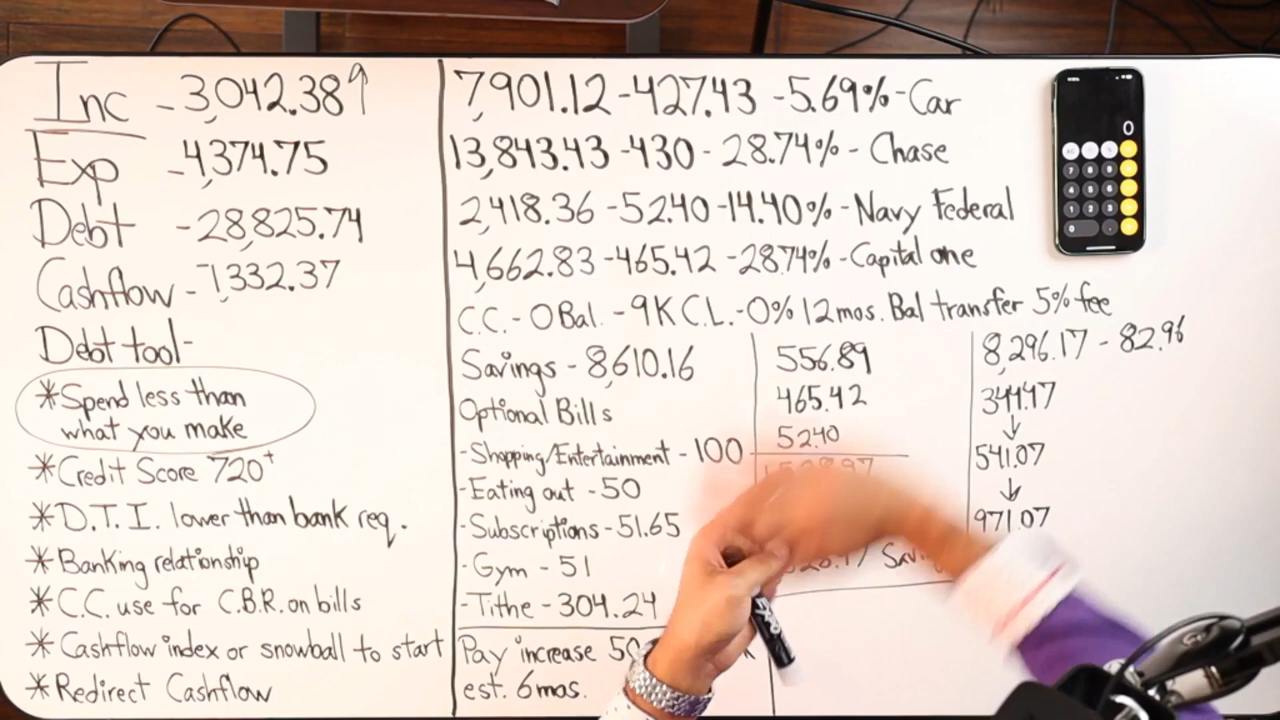 Inc - 3,042.38 9
Exp - 4,374.75
Debt - 28,825.74
Cashflow - -1,332.37
Debt tool-
*Spend less than
what you make
*Credit Score 720+
*D.T.I. lower than bank req.
*Banking relationship
*C.C. use for C.B.R. on bills
*Cashflow index or snowball to start
*Redirect Cashflow
7,901.12 - 427.43 - 5.69% - Car
13,843.43 - 430 - 28.74% - Chase
2,418.36 - 52.40 - 14.40% - Navy Federal
4,662.83 - 465.42 - 28.74% - Capital one
C.C. - 0 Bal. - 9K C.L. - 0% 12 mos. Bal transfer 5% fee
Savings - 8,610.16
Optional Bills
- Shopping/Entertainment - 100
- Eating out - 50
- Subscriptions - 51.65
- Gym - 51
- Tithe - 304.24
Pay increase
est. 6 mos.
556.89
465.42
52.40
8,296.17 - 82.96
344.17
↓
541.07
↓
971.07
EXPO
0